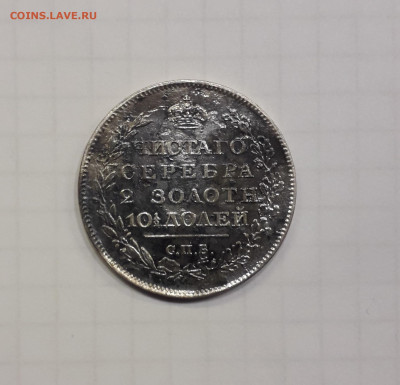 COINS.LAVE.RU
ЧИСТАГО
СЕРЕБРА
2 ЗОЛОТН
10½ ДОЛЕЙ
С.П.Б.